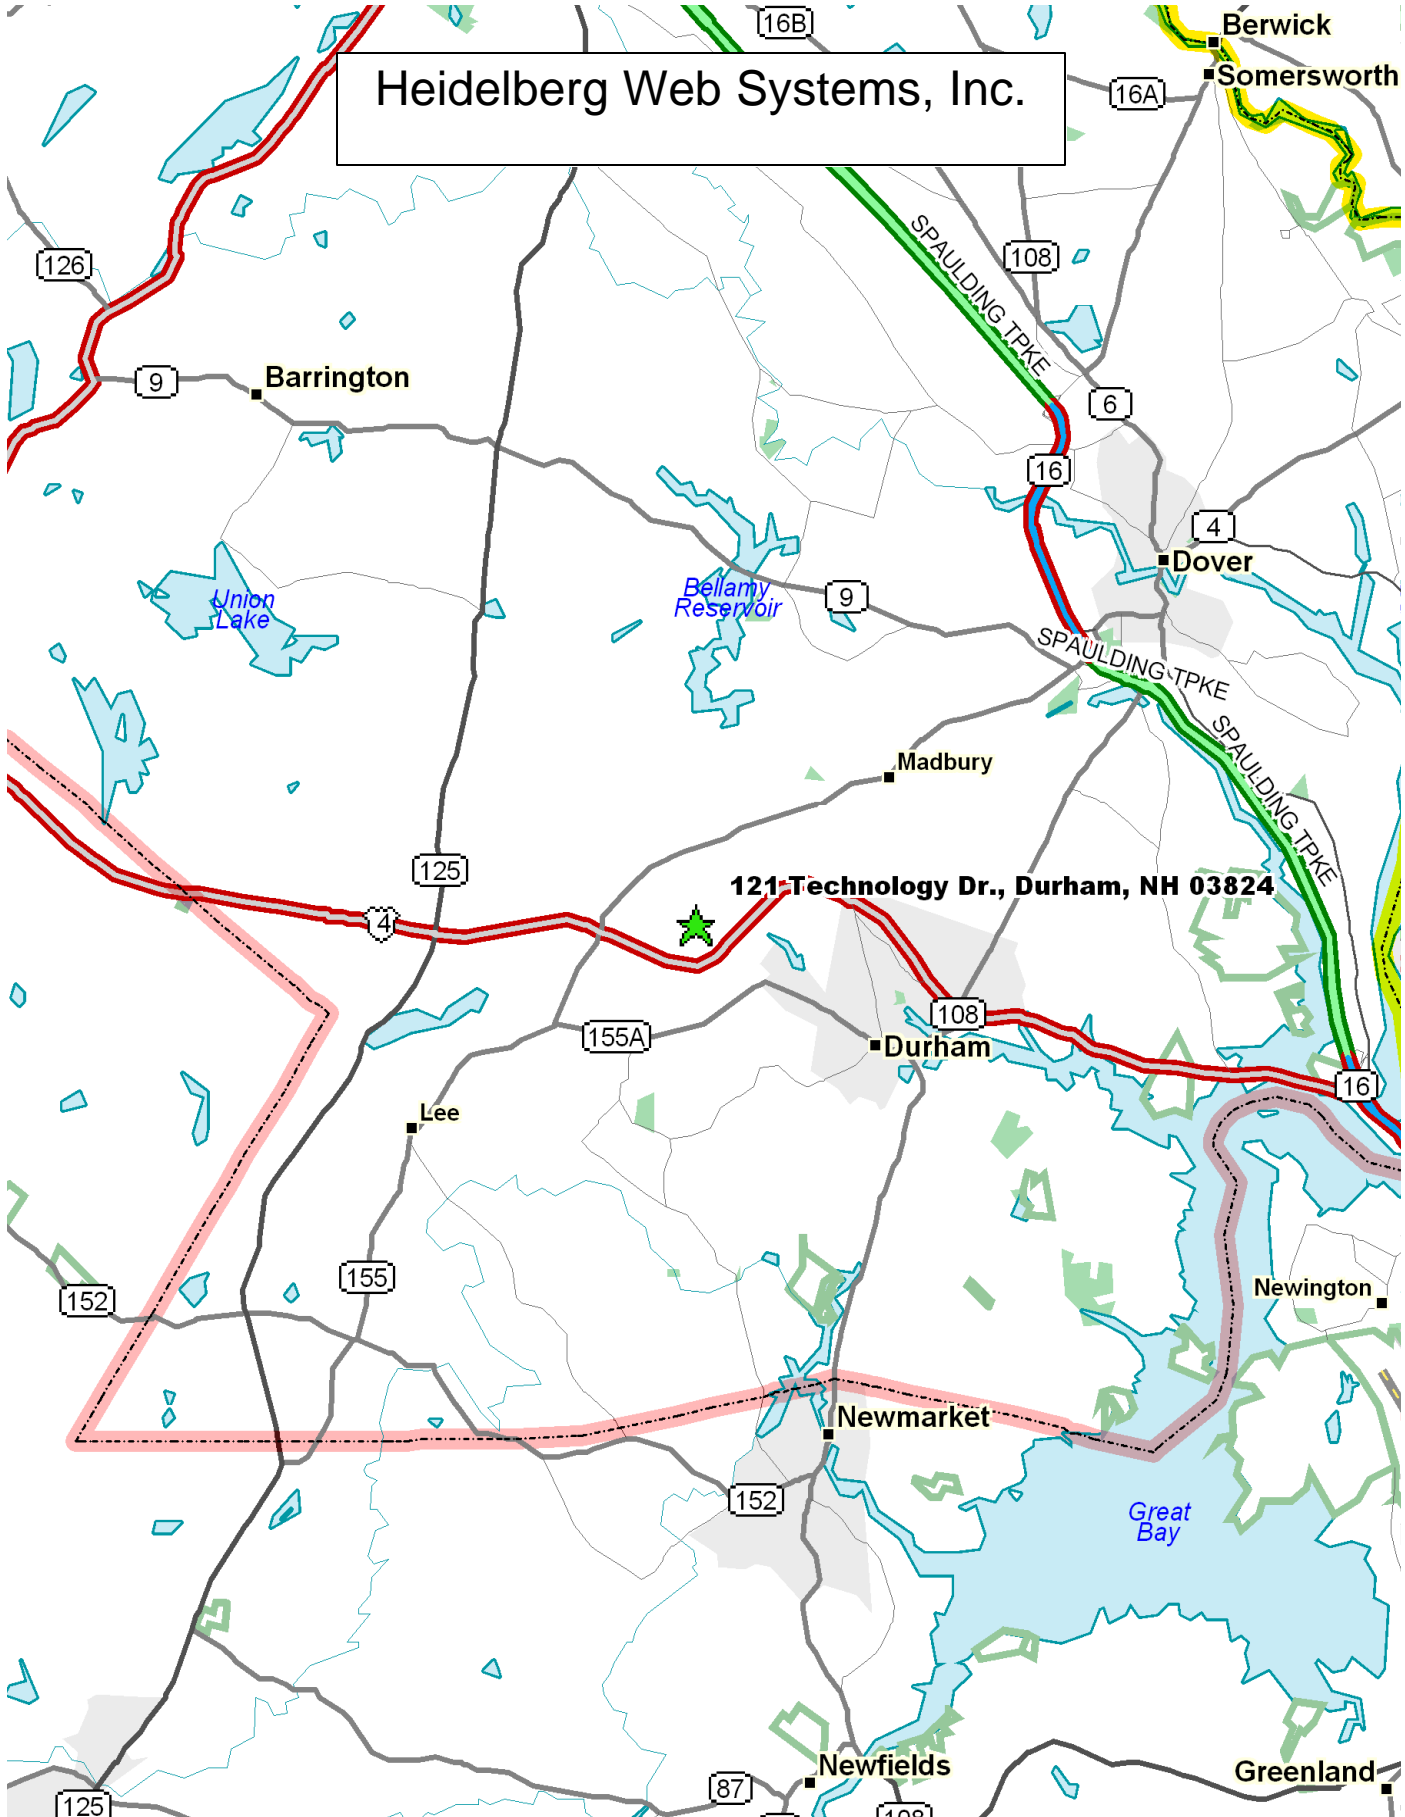 16B
Berwick
Heidelberg Web Systems, Inc.
Somersworth
16A
SPAULDING TPKE
108
126
9
Barrington
6
16
4
Dover
Union
Lake
Bellamy
Reservoir
9
SPAULDING TPKE
SPAULDING TPKE
Madbury
125
121 Technology Dr., Durham, NH 03824
4
108
155A
Durham
16
Lee
155
152
Newington
Newmarket
152
Great
Bay
Newfields
Greenland
87
125
108